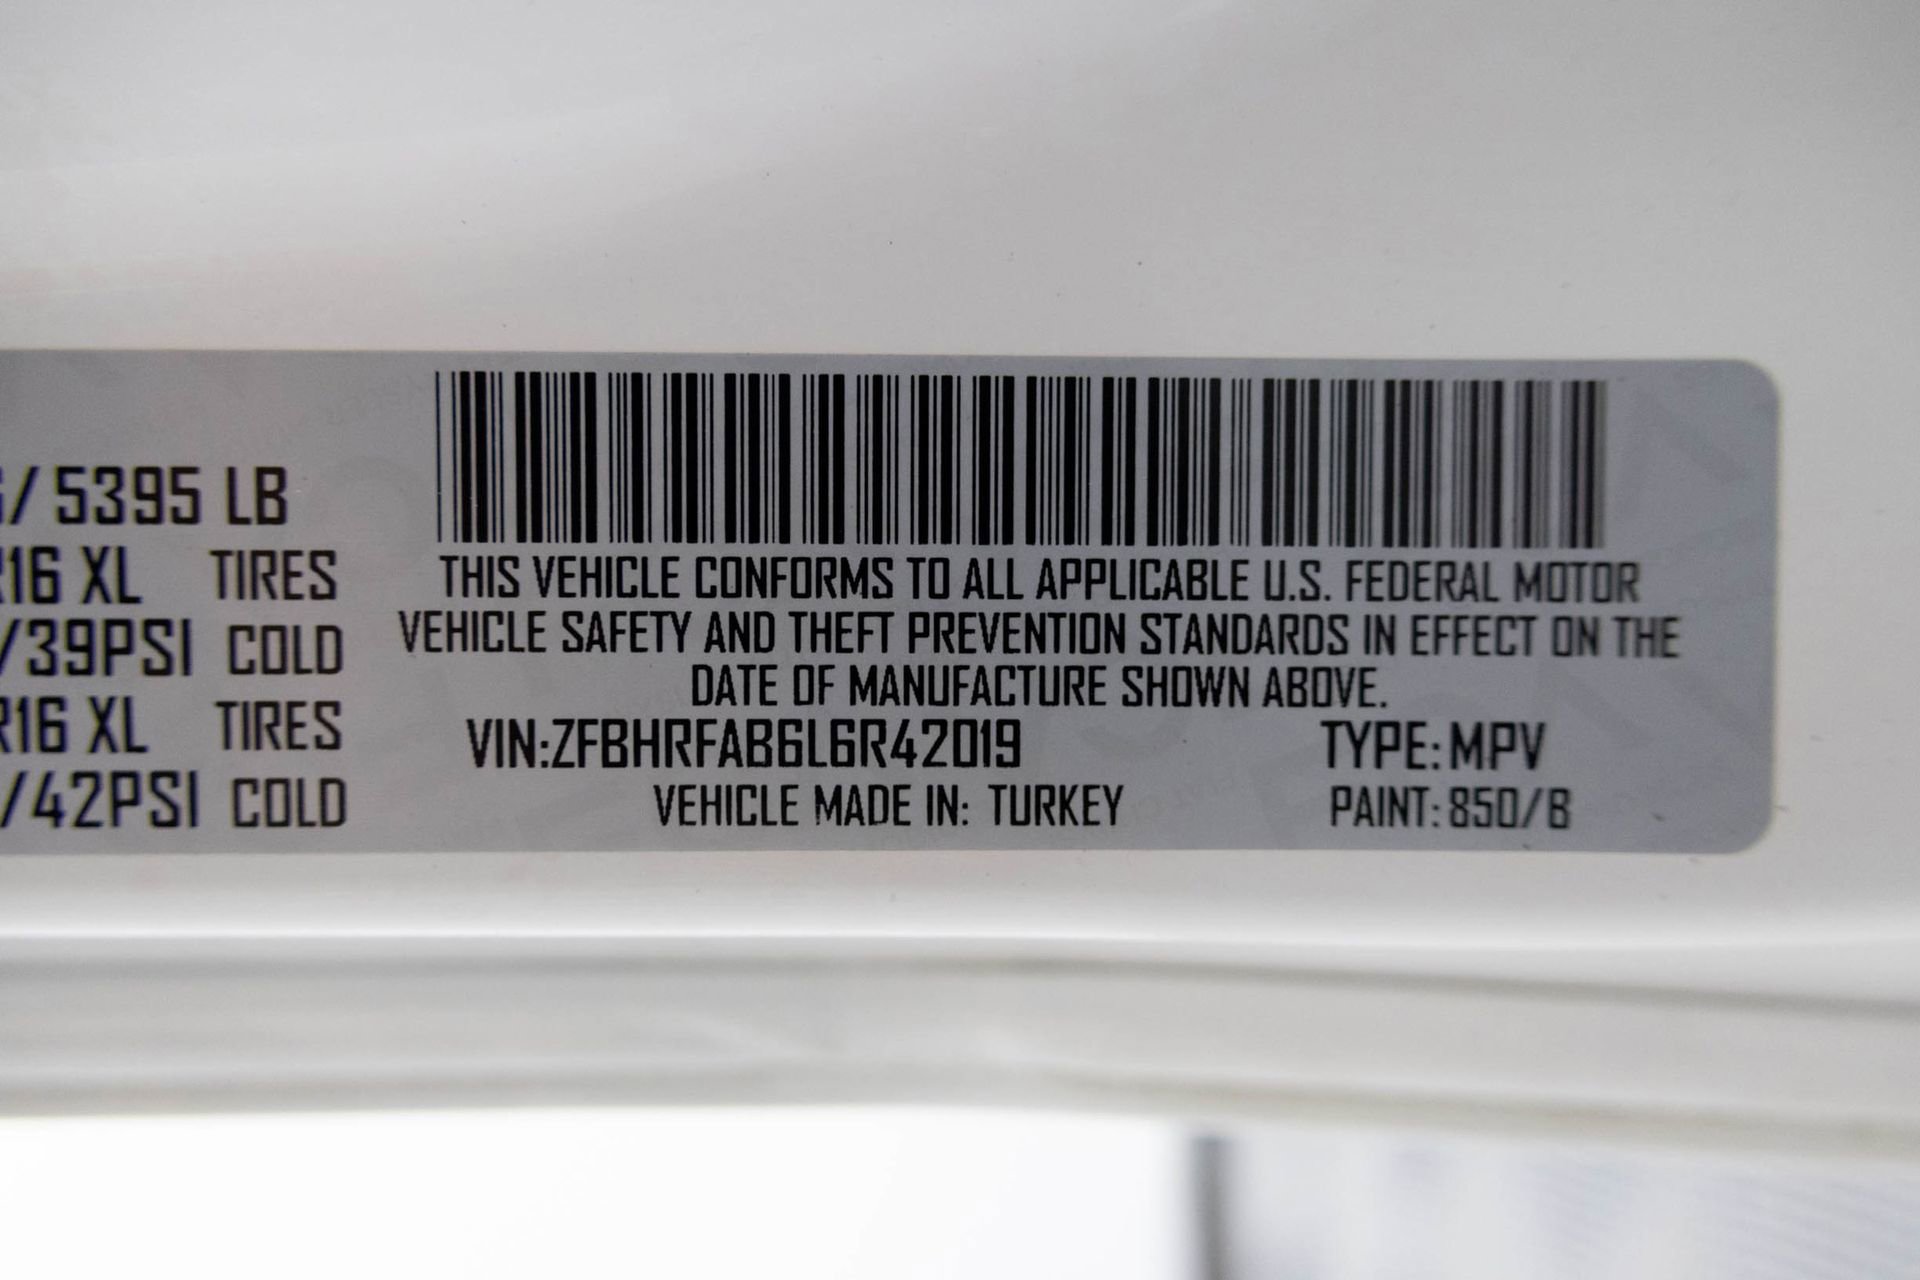 / 5395 LB
R16 XL TIRES
/39PSI COLD
R16 XL TIRES
/42PSI COLD
THIS VEHICLE CONFORMS TO ALL APPLICABLE U.S. FEDERAL MOTOR
VEHICLE SAFETY AND THEFT PREVENTION STANDARDS IN EFFECT ON THE
DATE OF MANUFACTURE SHOWN ABOVE.
VIN:ZFBHRFAB6L6R42019 TYPE: MPV
VEHICLE MADE IN: TURKEY PAINT: 850/B